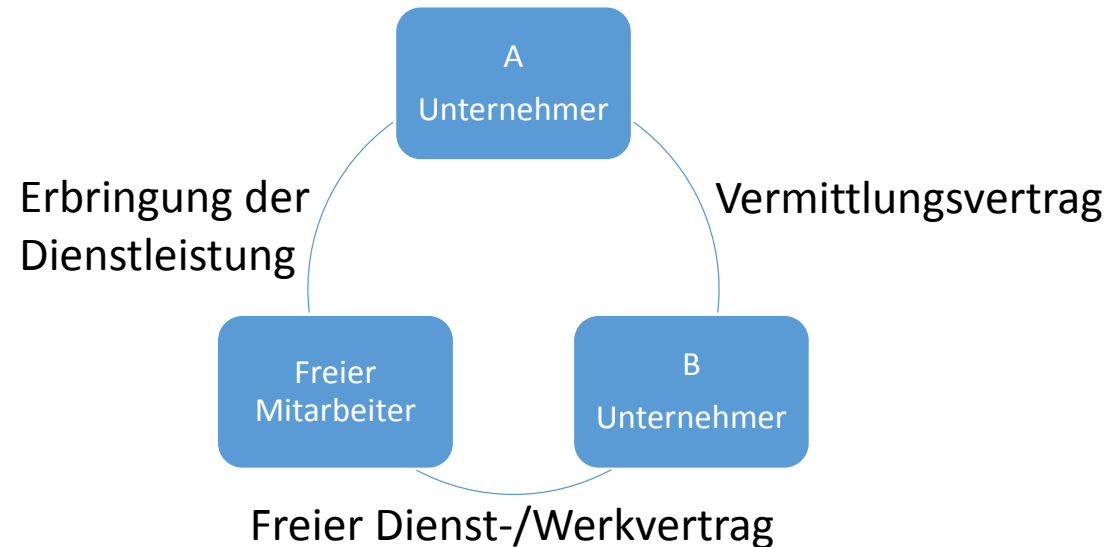 A
Unternehmer
Erbringung der
Dienstleistung
Vermittlungsvertrag
Freier
Mitarbeiter
B
Unternehmer
Freier Dienst-/Werkvertrag